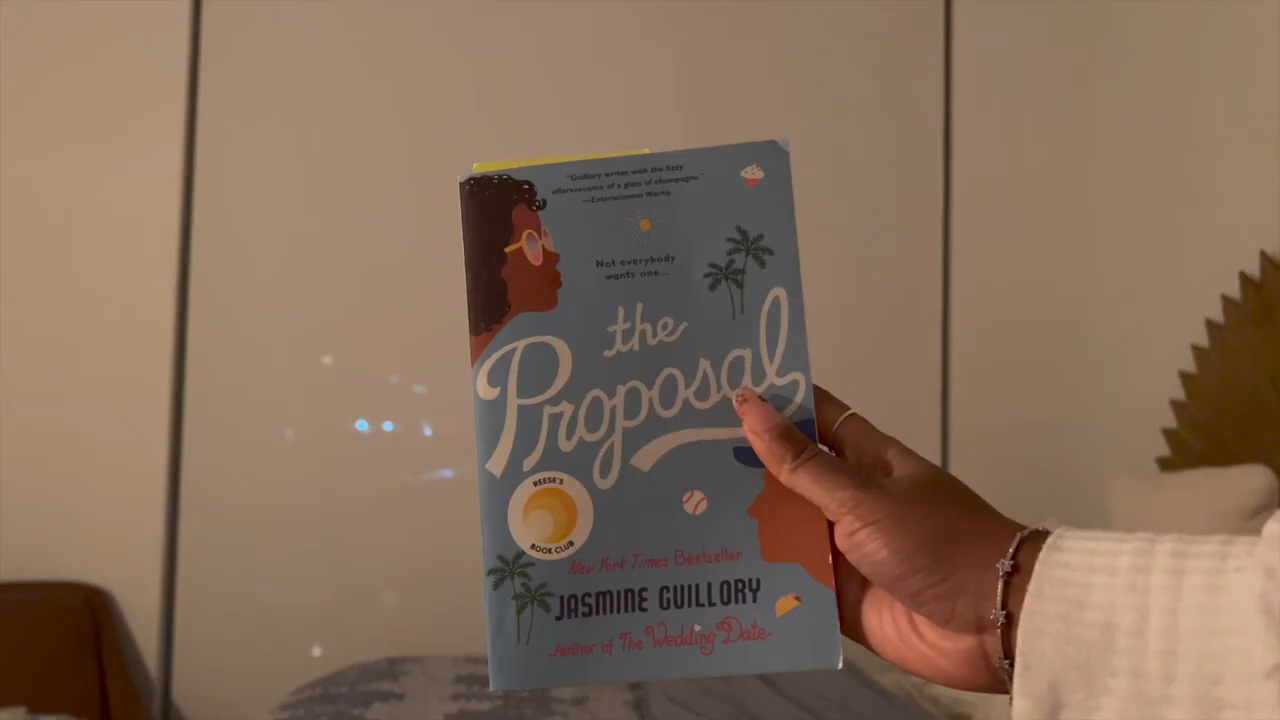 "Guillory writes with the fizzy
effervescence of a glass of champagne."
—Entertainment Weekly
Not everybody
wants one...
the
Proposal
REESE'S
BOOK CLUB
New York Times Bestseller
JASMINE GUILLORY
Author of The Wedding Date